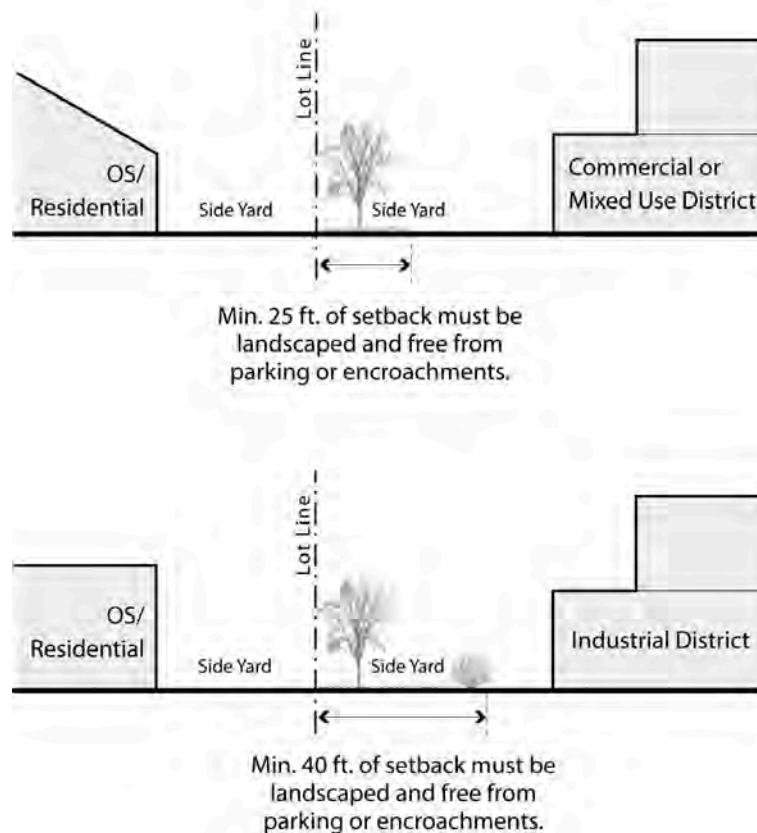 Lot Line
OS/
Residential
Side Yard
Side Yard
Commercial or
Mixed Use District
Min. 25 ft. of setback must be
landscaped and free from
parking or encroachments.
Lot Line
OS/
Residential
Side Yard
Side Yard
Industrial District
Min. 40 ft. of setback must be
landscaped and free from
parking or encroachments.